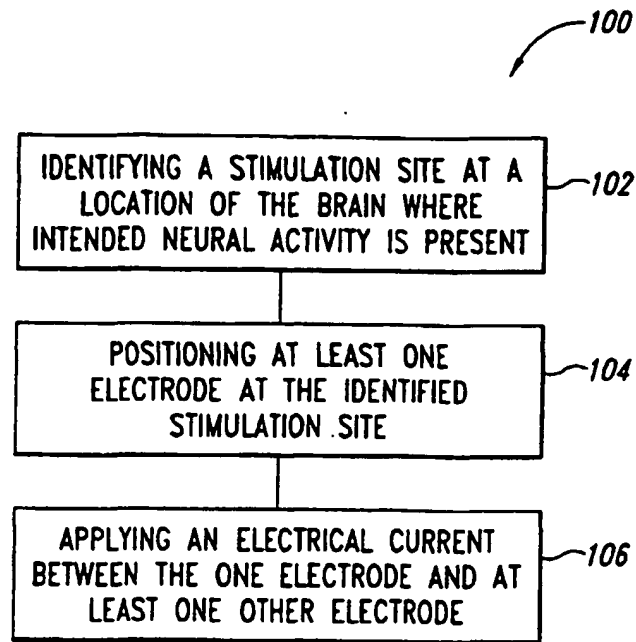 100
IDENTIFYING A STIMULATION SITE AT A
LOCATION OF THE BRAIN WHERE
INTENDED NEURAL ACTIVITY IS PRESENT
102
POSITIONING AT LEAST ONE
ELECTRODE AT THE IDENTIFIED
STIMULATION SITE
104
APPLYING AN ELECTRICAL CURRENT
BETWEEN THE ONE ELECTRODE AND AT
LEAST ONE OTHER ELECTRODE
106